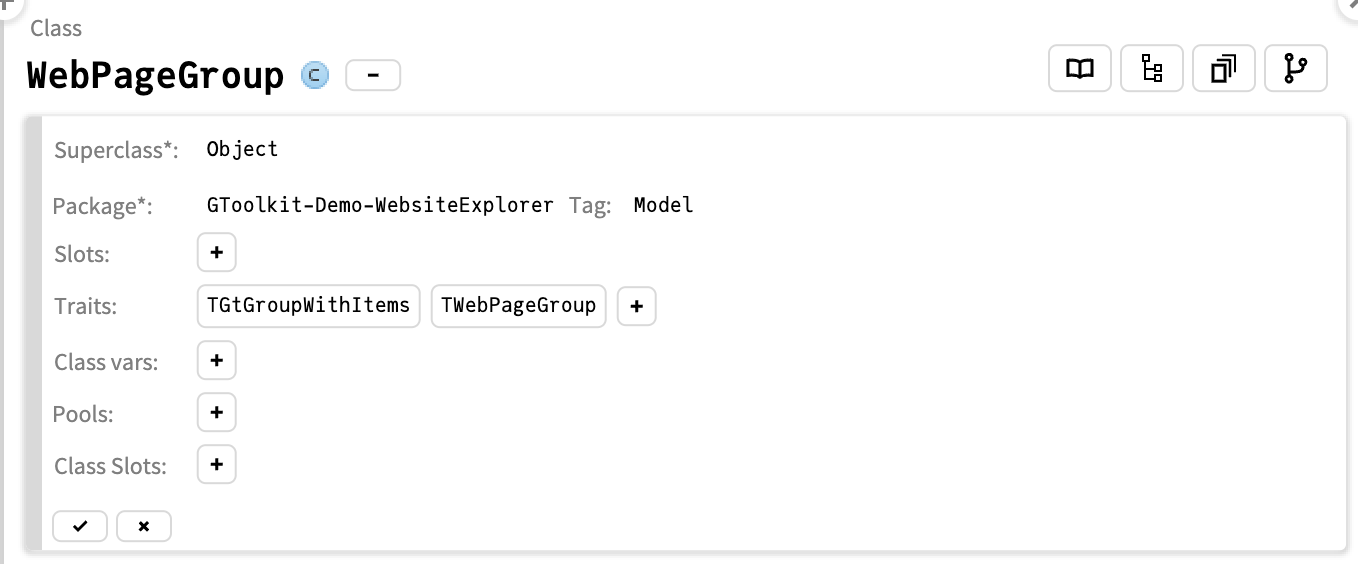 Class
WebPageGroup C -
Superclass*: Object
Package*: GToolkit-Demo-WebsiteExplorer Tag: Model
Slots: +
Traits: TGtGroupWithItems TWebPageGroup +
Class vars: +
Pools: +
Class Slots: +